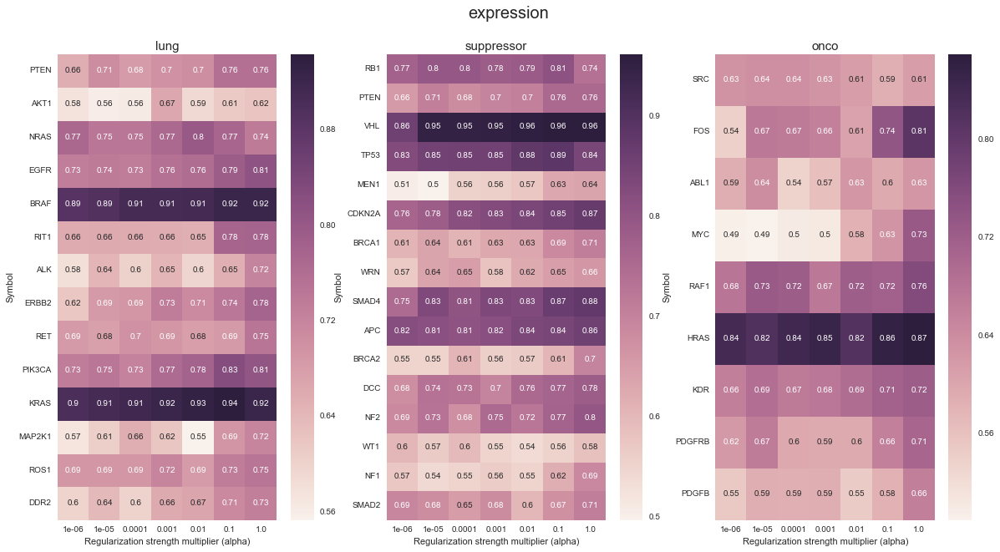 expression
lung
PTEN 0.66 0.71 0.68 0.7 0.7 0.76 0.76
AKT1 0.58 0.56 0.56 0.67 0.59 0.61 0.62
NRAS 0.77 0.75 0.75 0.77 0.8 0.77 0.74
EGFR 0.73 0.74 0.73 0.76 0.76 0.79 0.81
BRAF 0.89 0.89 0.91 0.91 0.91 0.92 0.92
RIT1 0.66 0.66 0.66 0.66 0.65 0.78 0.78
ALK 0.58 0.64 0.6 0.65 0.6 0.65 0.72
ERBB2 0.62 0.69 0.69 0.73 0.71 0.74 0.78
RET 0.69 0.68 0.7 0.69 0.68 0.69 0.75
PIK3CA 0.73 0.75 0.73 0.77 0.78 0.83 0.81
KRAS 0.9 0.91 0.91 0.92 0.93 0.94 0.92
MAP2K1 0.57 0.61 0.66 0.62 0.55 0.69 0.72
ROS1 0.69 0.69 0.69 0.72 0.69 0.73 0.75
DDR2 0.6 0.64 0.6 0.66 0.67 0.71 0.73
1e-06 1e-05 0.0001 0.001 0.01 0.1 1.0
Regularization strength multiplier (alpha)
Symbol
0.88
0.80
0.72
0.64
0.56
suppressor
RB1 0.77 0.8 0.8 0.78 0.79 0.81 0.74
PTEN 0.66 0.71 0.68 0.7 0.7 0.76 0.76
VHL 0.86 0.95 0.95 0.95 0.96 0.96 0.96
TP53 0.83 0.85 0.85 0.85 0.88 0.89 0.84
MEN1 0.51 0.5 0.56 0.56 0.57 0.63 0.64
CDKN2A 0.76 0.78 0.82 0.83 0.84 0.85 0.87
BRCA1 0.61 0.64 0.61 0.63 0.63 0.69 0.71
WRN 0.57 0.64 0.65 0.58 0.62 0.65 0.66
SMAD4 0.75 0.83 0.81 0.83 0.83 0.87 0.88
APC 0.82 0.81 0.81 0.82 0.84 0.84 0.86
BRCA2 0.55 0.55 0.61 0.56 0.57 0.61 0.7
DCC 0.68 0.74 0.73 0.7 0.76 0.77 0.78
NF2 0.69 0.73 0.68 0.75 0.72 0.77 0.8
WT1 0.6 0.57 0.6 0.55 0.54 0.56 0.58
NF1 0.57 0.54 0.55 0.56 0.55 0.62 0.69
SMAD2 0.69 0.68 0.65 0.68 0.6 0.67 0.71
1e-06 1e-05 0.0001 0.001 0.01 0.1 1.0
Regularization strength multiplier (alpha)
Symbol
0.9
0.8
0.7
0.6
0.5
onco
SRC 0.63 0.64 0.64 0.63 0.61 0.59 0.61
FOS 0.54 0.67 0.67 0.66 0.61 0.74 0.81
ABL1 0.59 0.64 0.54 0.57 0.63 0.6 0.63
MYC 0.49 0.49 0.5 0.5 0.58 0.63 0.73
RAF1 0.68 0.73 0.72 0.67 0.72 0.72 0.76
HRAS 0.84 0.82 0.84 0.85 0.82 0.86 0.87
KDR 0.66 0.69 0.67 0.68 0.69 0.71 0.72
PDGFRB 0.62 0.67 0.6 0.59 0.6 0.66 0.71
PDGFB 0.55 0.59 0.59 0.59 0.55 0.58 0.66
1e-06 1e-05 0.0001 0.001 0.01 0.1 1.0
Regularization strength multiplier (alpha)
Symbol
0.80
0.72
0.64
0.56